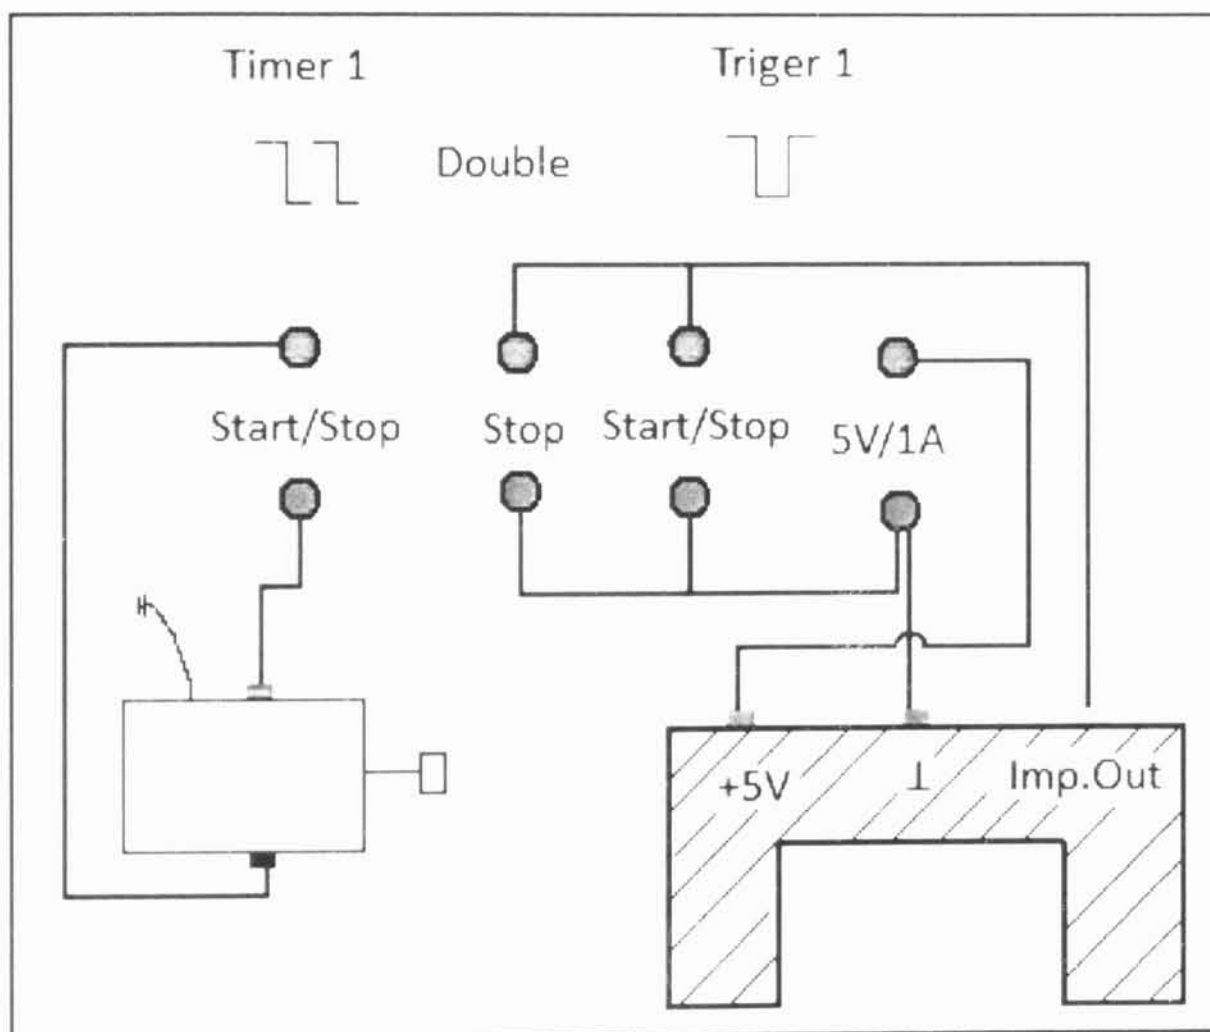 Timer 1
Triger 1
Double
Start/Stop
Stop
Start/Stop
5V/1A
+5V
⊥
Imp.Out